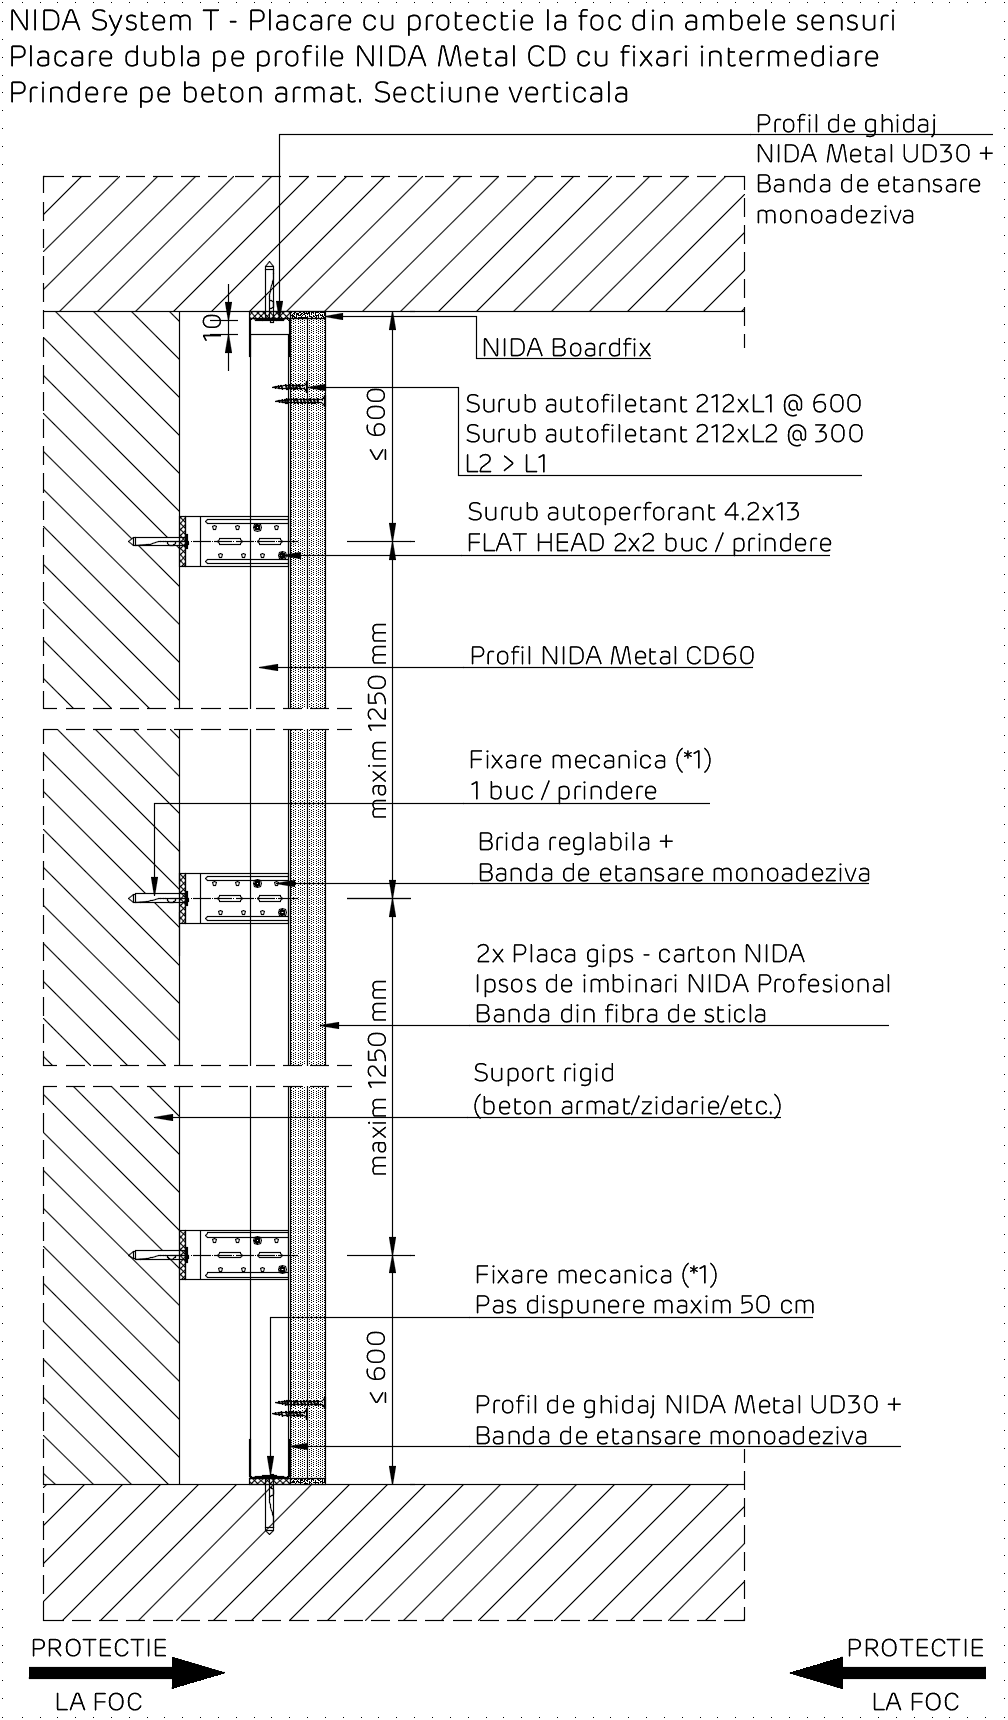 NIDA System T - Placare cu protectie la foc din ambele sensuri
Placare dubla pe profile NIDA Metal CD cu fixari intermediare
Prindere pe beton armat. Sectiune verticala
Profil de ghidaj
NIDA Metal UD30 +
Banda de etansare
monoadeziva
10
NIDA Boardfix
≤ 600
Surub autofiletant 212xL1 @ 600
Surub autofiletant 212xL2 @ 300
L2 > L1
Surub autoperforant 4.2x13
FLAT HEAD 2x2 buc / prindere
maxim 1250 mm
Profil NIDA Metal CD60
Fixare mecanica (*1)
1 buc / prindere
Brida reglabila +
Banda de etansare monoadeziva
2x Placa gips - carton NIDA
Ipsos de imbinari NIDA Profesional
Banda din fibra de sticla
maxim 1250 mm
Suport rigid
(beton armat/zidarie/etc.)
Fixare mecanica (*1)
Pas dispunere maxim 50 cm
≤ 600
Profil de ghidaj NIDA Metal UD30 +
Banda de etansare monoadeziva
PROTECTIE
LA FOC
PROTECTIE
LA FOC